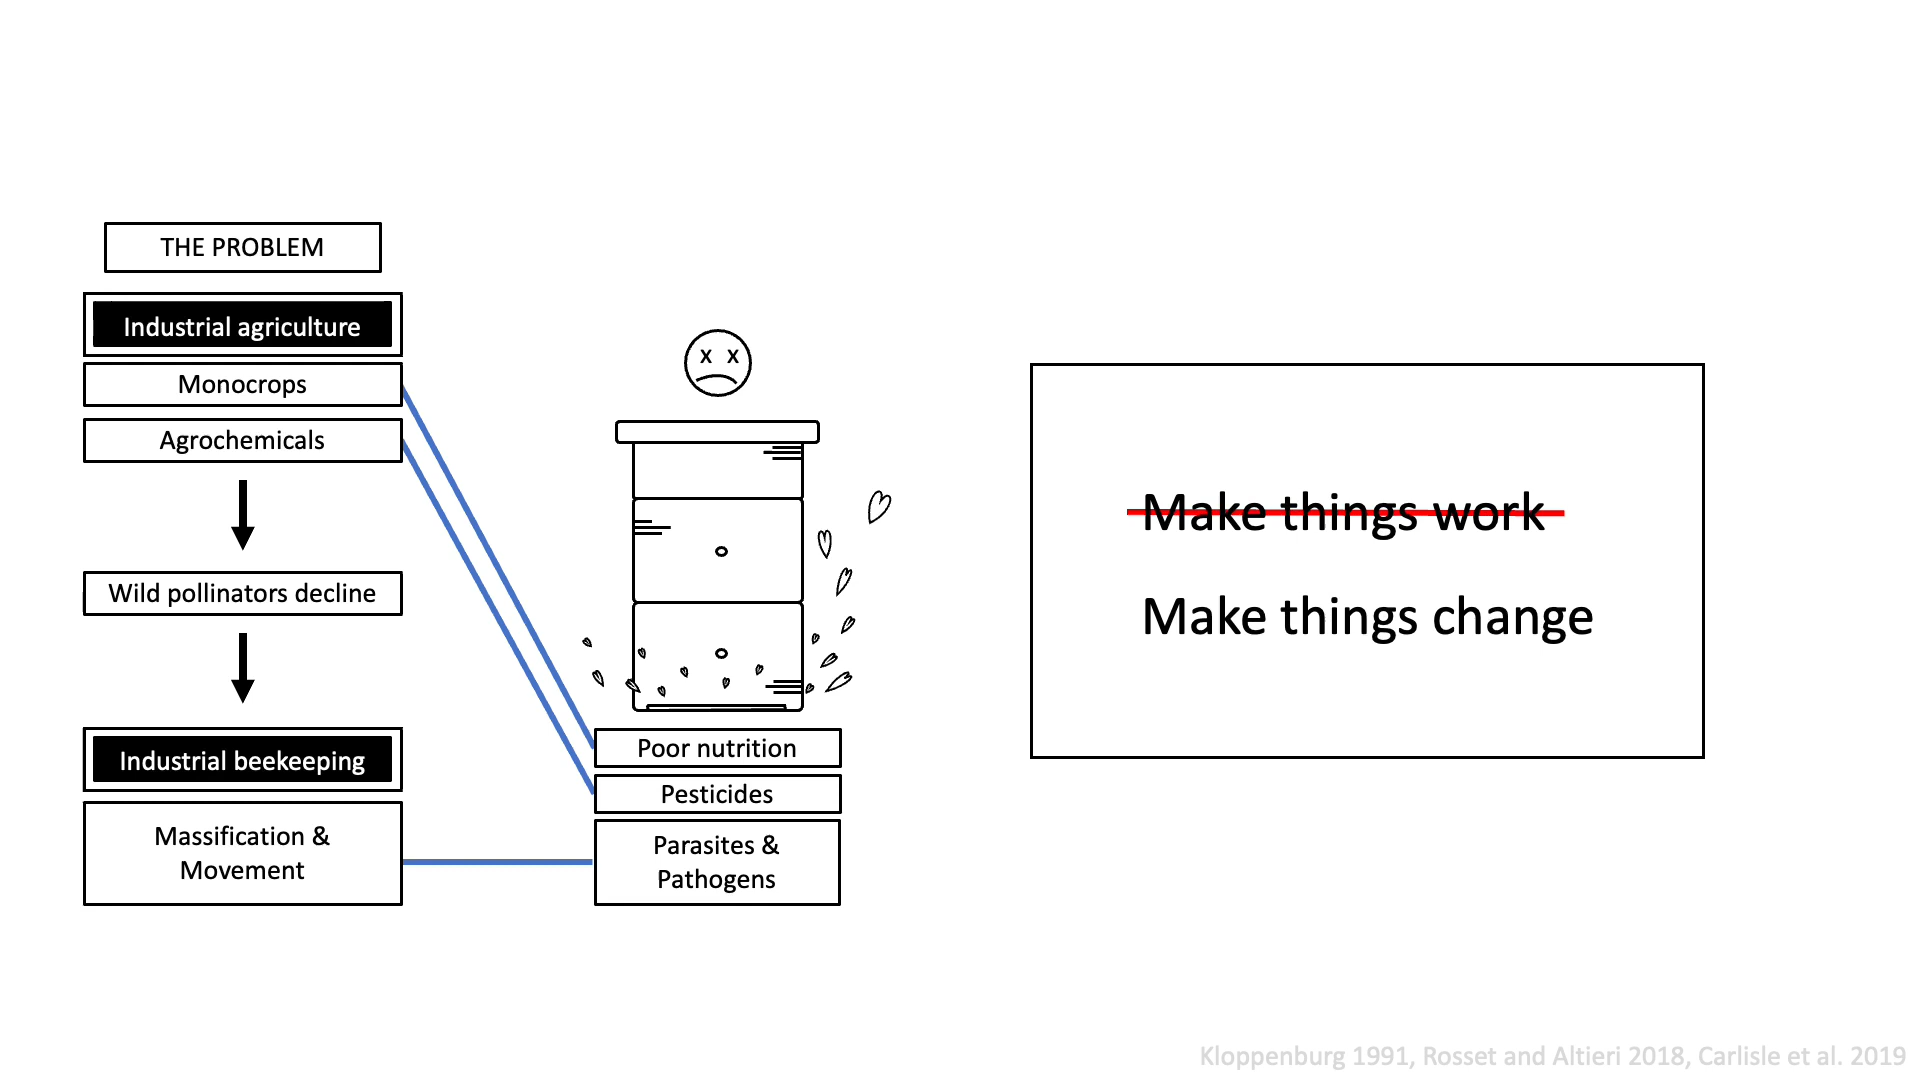 THE PROBLEM
Industrial agriculture
Monocrops
Agrochemicals
Wild pollinators decline
Industrial beekeeping
Massification &
Movement
x x
Poor nutrition
Pesticides
Parasites &
Pathogens
Make things work
Make things change
Kloppenburg 1991, Rosset and Altieri 2018, Carlisle et al. 2019